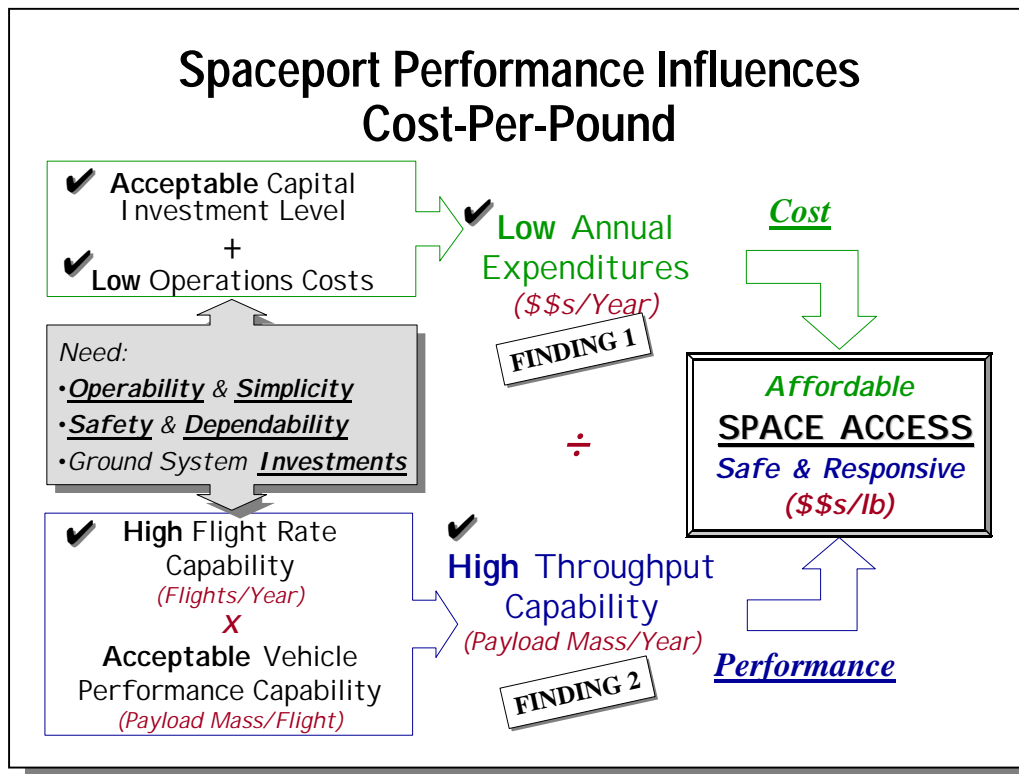 Spaceport Performance Influences
Cost-Per-Pound
✔ Acceptable Capital
Investment Level
+
✔ Low Operations Costs
✔ Low Annual
Expenditures
($$s/Year)
FINDING 1
Cost
Need:
•Operability & Simplicity
•Safety & Dependability
•Ground System Investments
÷
Affordable
SPACE ACCESS
Safe & Responsive
($$s/lb)
✔ High Flight Rate
Capability
(Flights/Year)
X
Acceptable Vehicle
Performance Capability
(Payload Mass/Flight)
✔ High Throughput
Capability
(Payload Mass/Year)
FINDING 2
Performance